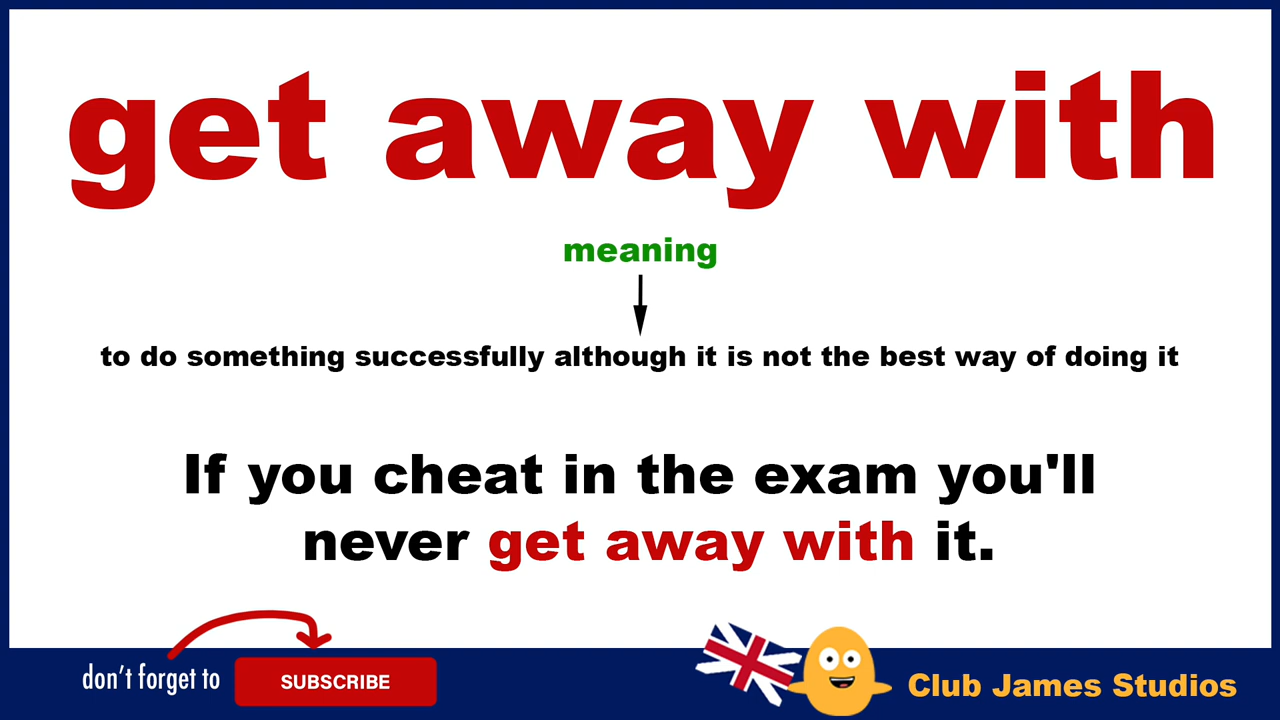 get away with
meaning
to do something successfully although it is not the best way of doing it
If you cheat in the exam you'll
never get away with it.
don't forget to
SUBSCRIBE
Club James Studios